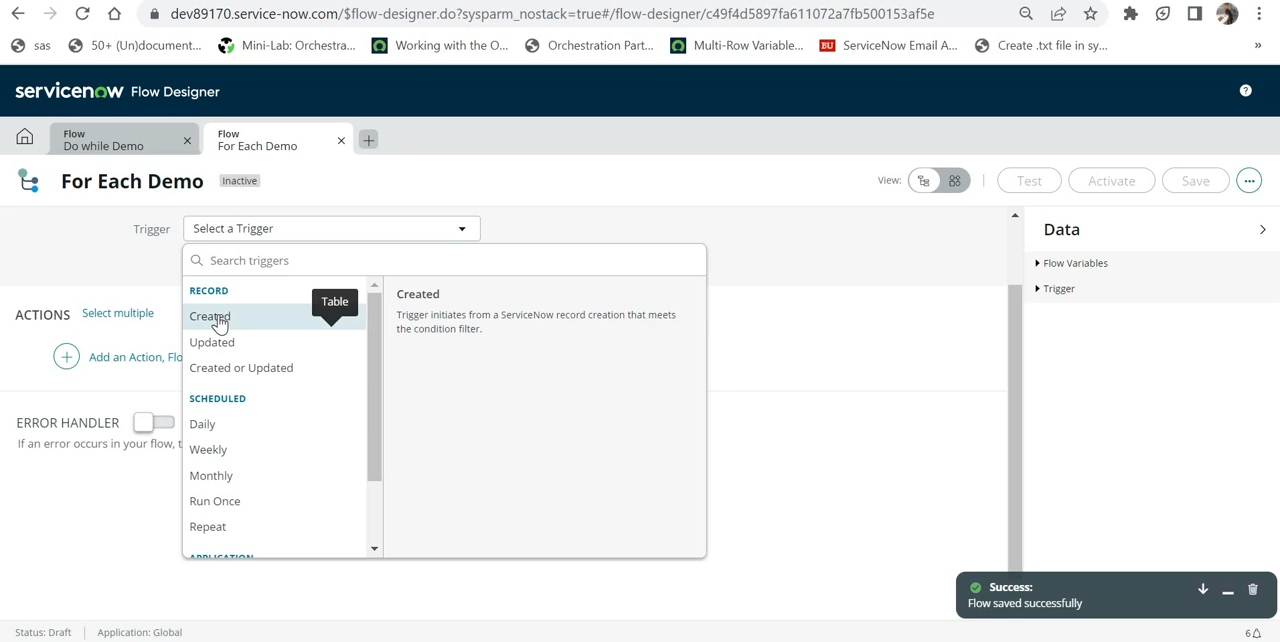 dev89170.service-now.com/$flow-designer.do?sysparm_nostack=true#/flow-designer/c49f4d5897fa611072a7fb500153af5e
sas
50+ (Un)document...
Mini-Lab: Orchestra...
Working with the O...
Orchestration Part...
Multi-Row Variable...
BU
ServiceNow Email A...
Create .txt file in sy...
»
servicenow Flow Designer
?
Flow
Do while Demo
Flow
For Each Demo
For Each Demo
Inactive
View:
Test
Activate
Save
Trigger
Select a Trigger
Data
Search triggers
Flow Variables
RECORD
Table
Created
Trigger
ACTIONS
Select multiple
Created
Trigger initiates from a ServiceNow record creation that meets
the condition filter.
Updated
Add an Action, Flo
Created or Updated
SCHEDULED
ERROR HANDLER
Daily
If an error occurs in your flow, t
Weekly
Monthly
Run Once
Repeat
APPLICATION
Success:
Flow saved successfully
Status: Draft
Application: Global
6